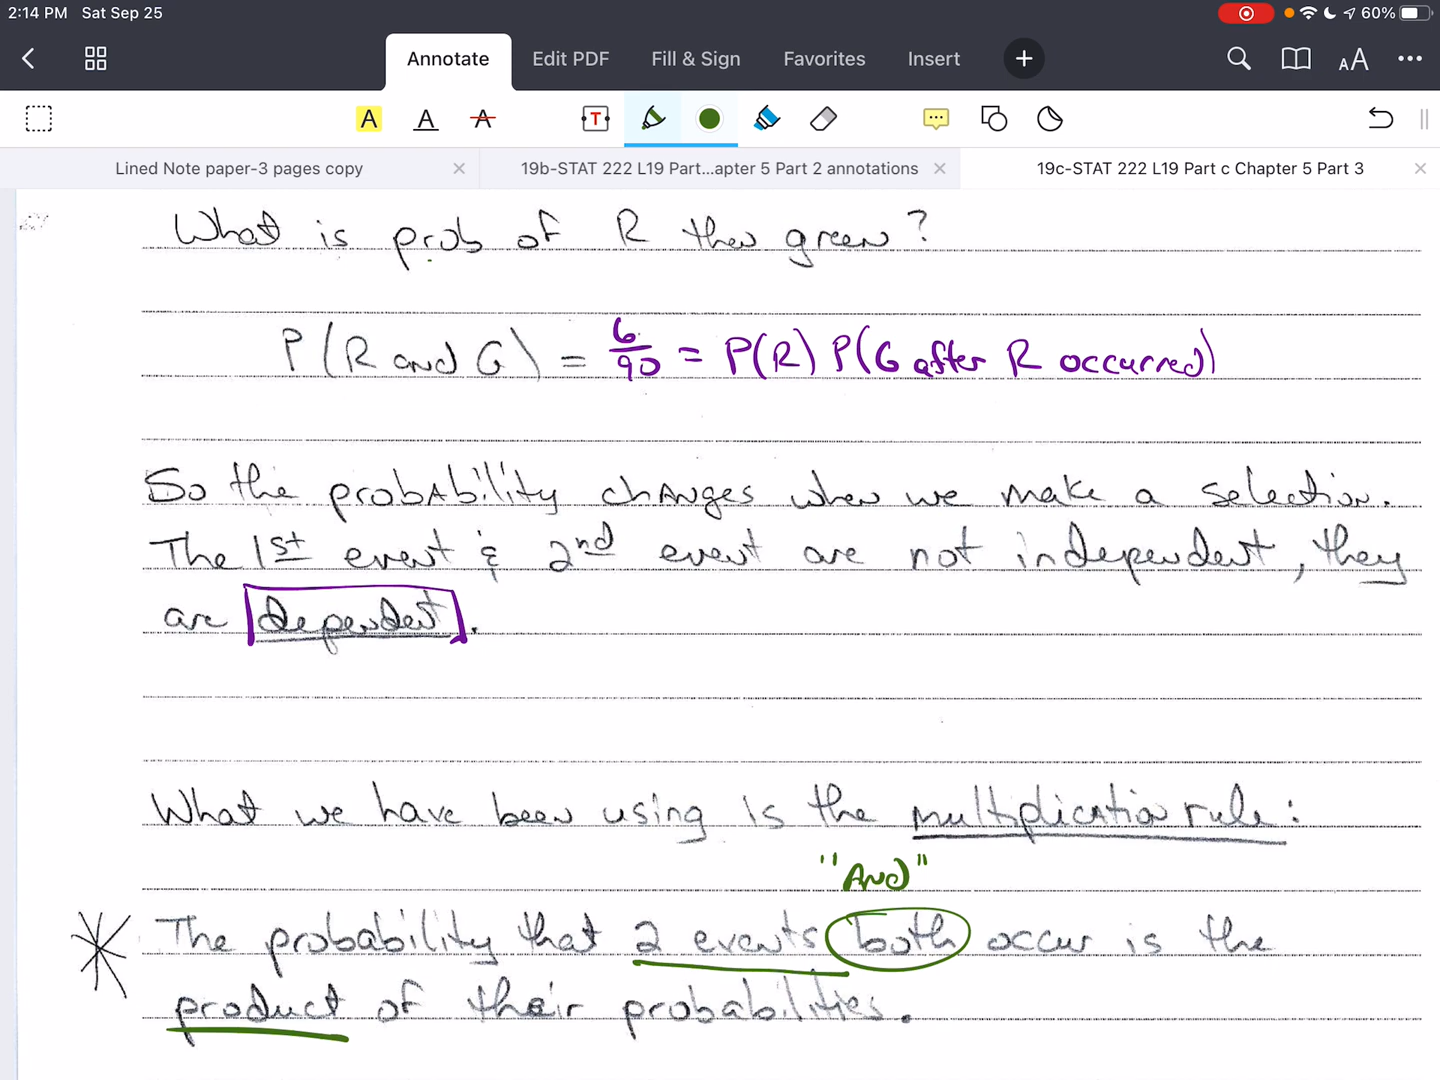 2:14 PM Sat Sep 25
60%
Annotate Edit PDF Fill & Sign Favorites Insert +
A A A T AA
Lined Note paper-3 pages copy × 19b-STAT 222 L19 Part...apter 5 Part 2 annotations × 19c-STAT 222 L19 Part c Chapter 5 Part 3 ×
What is prob of R then green?
P(R and G) = 6/90 = P(R) P(G after R occurred)
So the probability changes when we make a selection.
The 1st event & 2nd event are not independent, they
are dependent.
What we have been using is the multiplication rule:
"And"
The probability that 2 events both occur is the
product of their probabilities.